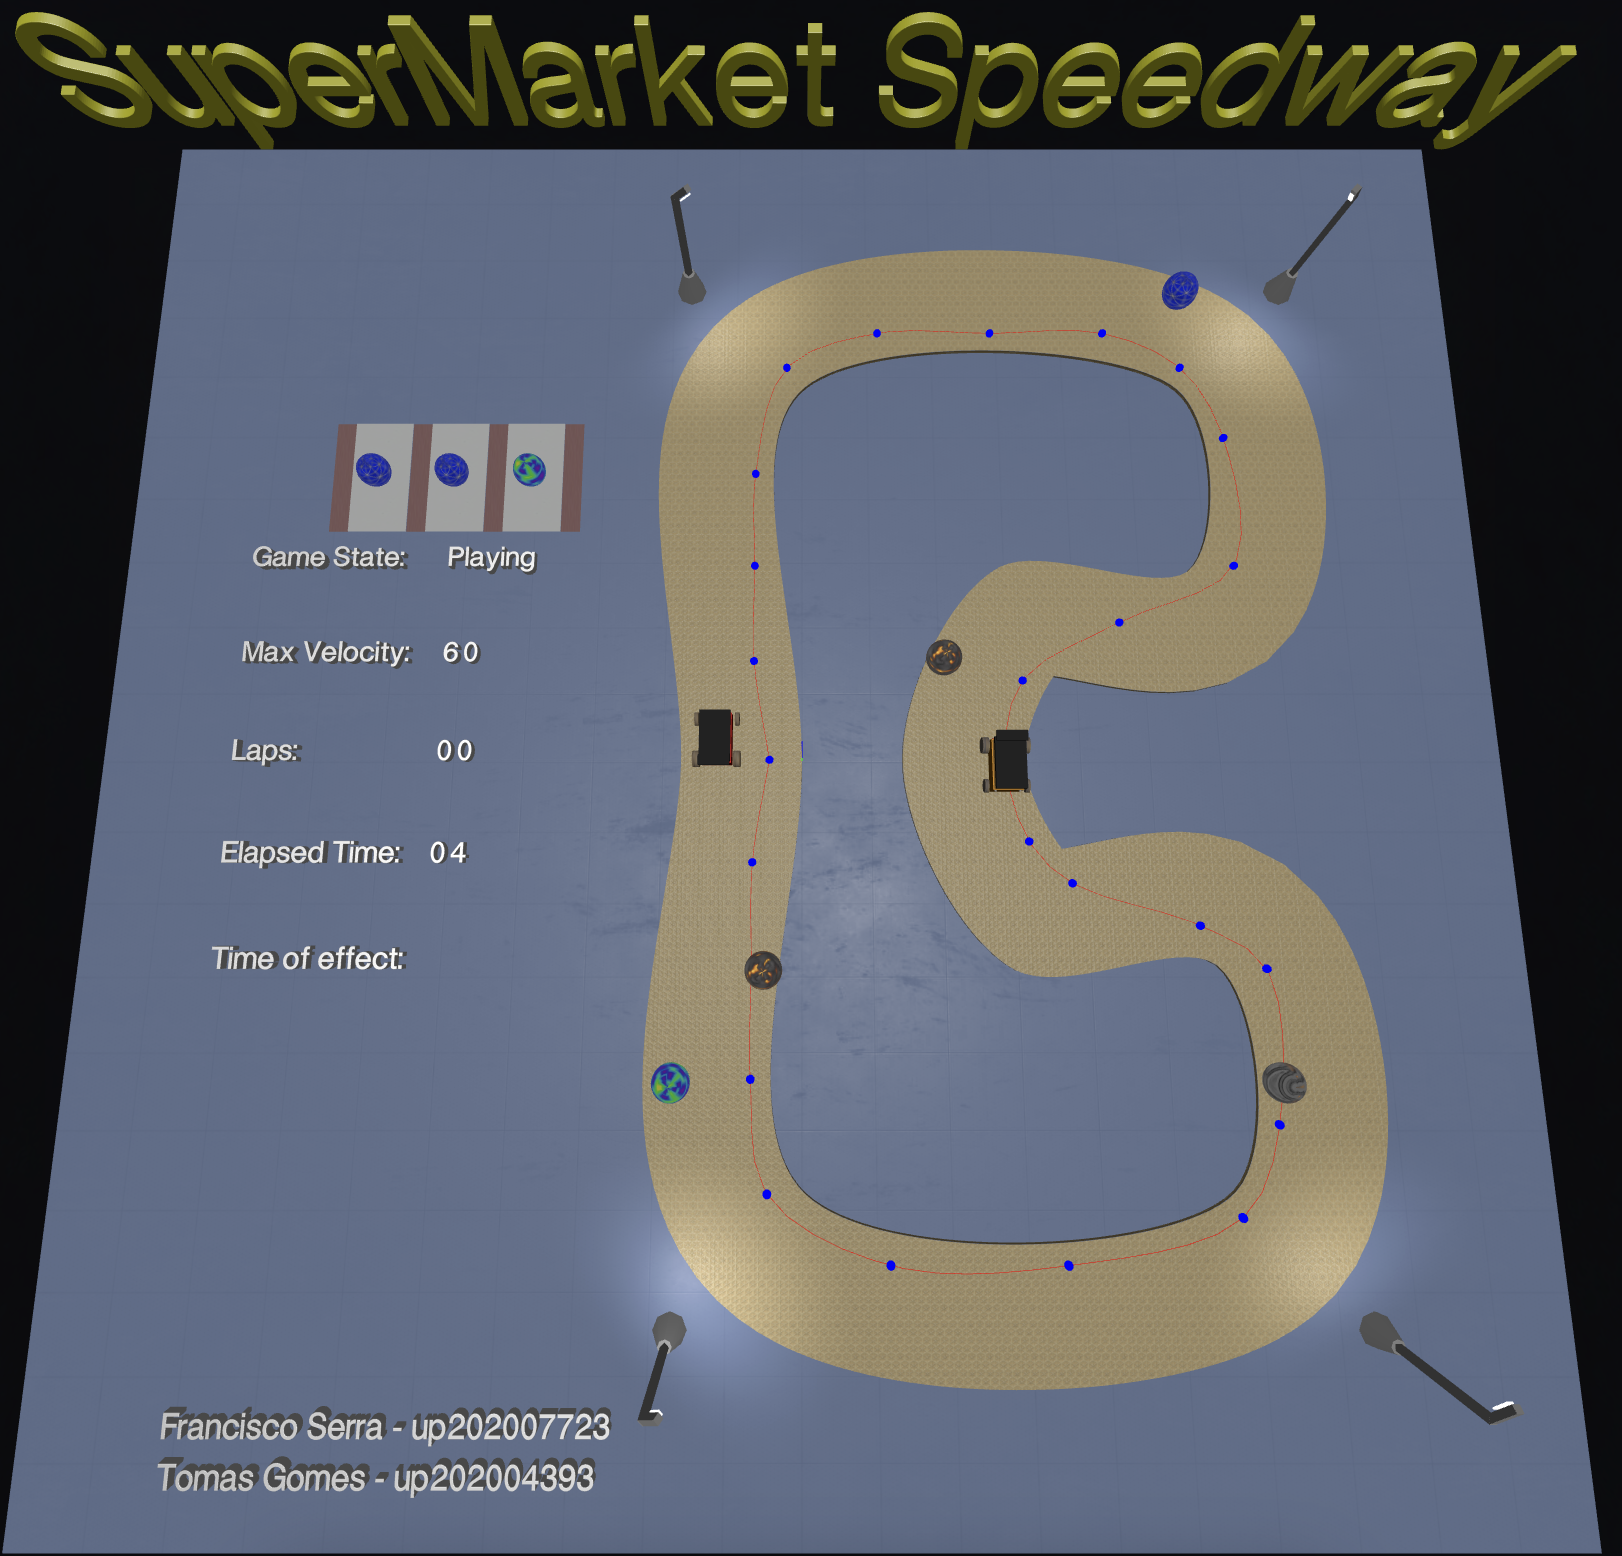 SuperMarket Speedway
Game State: Playing
Max Velocity: 60
Laps: 00
Elapsed Time: 04
Time of effect:
Francisco Serra - up202007723
Tomas Gomes - up202004393